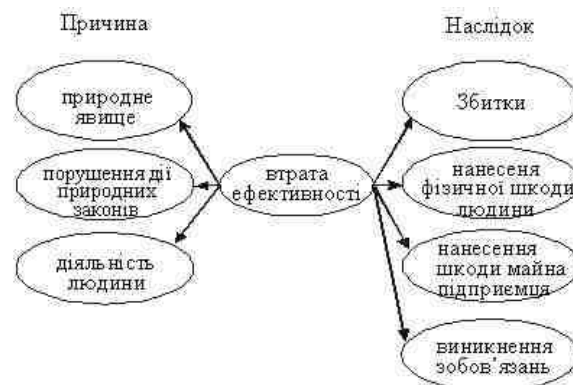 Причина
Наслідок
природне
явище
порушення дії
природних
законів
діяльність
людини
втрата
ефективності
Збитки
нанесеня
фізичної шкоди
людини
нанесення
шкоди майна
підприємця
виникнення
зобов'язань